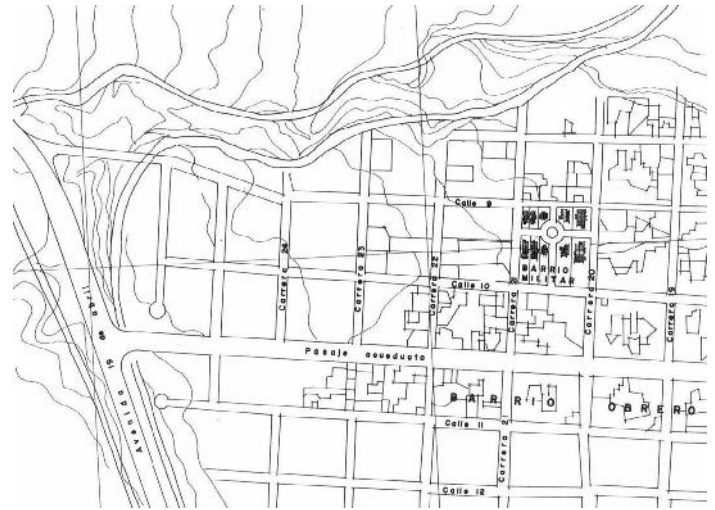 Calle 9
Carrera 24
Carrera 23
Carrera 22
Carrera 20
Carrera 19
BARRIO
MILITAR
Calle 10
Avenida 19 de abril
Pasaje acueducto
BARRIO OBRERO
Calle 11
Carrera 21
Calle 12